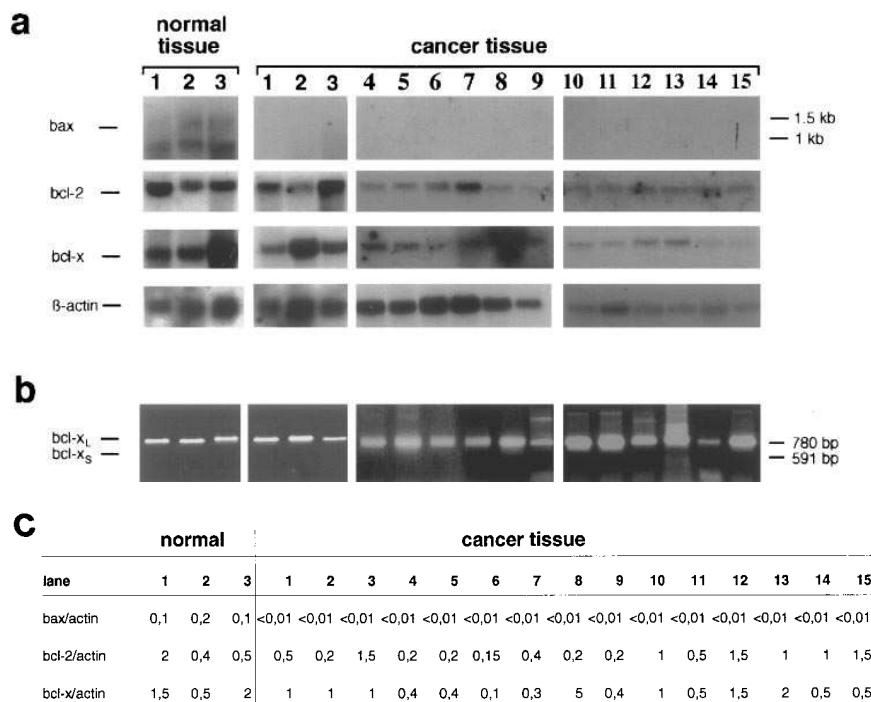 a
normal tissue
cancer tissue
1 2 3 1 2 3 4 5 6 7 8 9 10 11 12 13 14 15
bax
1.5 kb
1 kb
bcl-2
bcl-x
ß-actin
b
bcl-xL
bcl-xS
780 bp
591 bp
c
normal cancer tissue
lane 1 2 3 1 2 3 4 5 6 7 8 9 10 11 12 13 14 15
bax/actin 0,1 0,2 0,1 <0,01 <0,01 <0,01 <0,01 <0,01 <0,01 <0,01 <0,01 <0,01 <0,01 <0,01 <0,01 <0,01 <0,01 <0,01
bcl-2/actin 2 0,4 0,5 0,5 0,2 1,5 0,2 0,2 0,15 0,4 0,2 0,2 1 0,5 1,5 1 1 1,5
bcl-x/actin 1,5 0,5 2 1 1 1 0,4 0,4 0,1 0,3 5 0,4 1 0,5 1,5 2 0,5 0,5